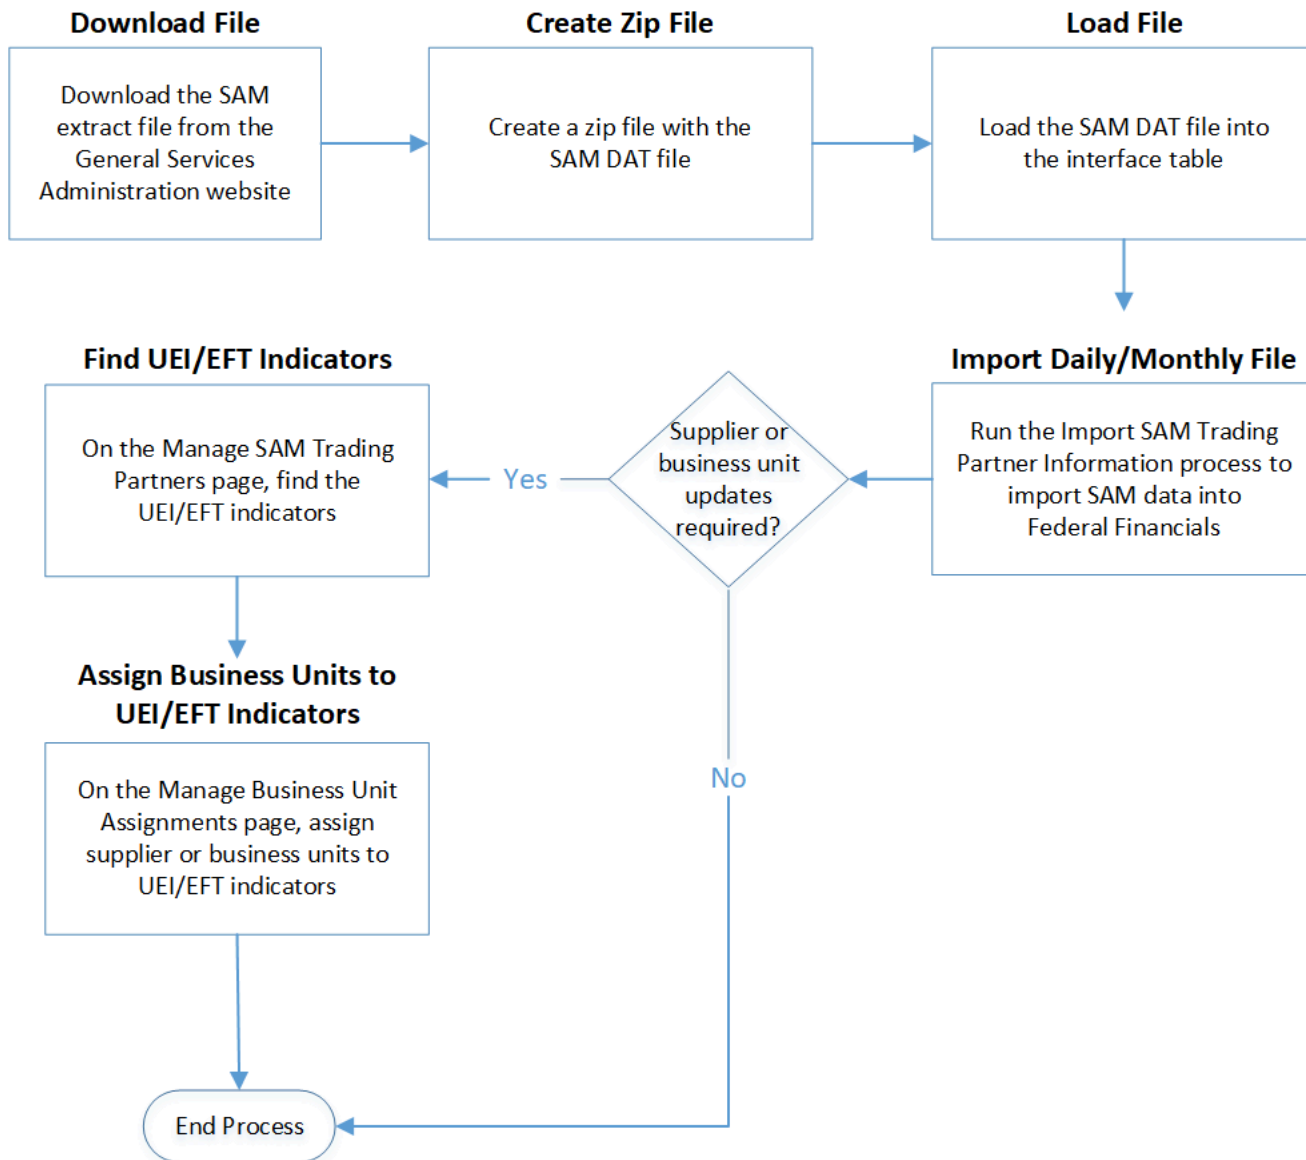 Download File
Download the SAM
extract file from the
General Services
Administration website
Create Zip File
Create a zip file with the
SAM DAT file
Load File
Load the SAM DAT file into
the interface table
Import Daily/Monthly File
Run the Import SAM Trading
Partner Information process to
import SAM data into
Federal Financials
Supplier or
business unit
updates
required?
Yes
No
Find UEI/EFT Indicators
On the Manage SAM Trading
Partners page, find the
UEI/EFT indicators
Assign Business Units to
UEI/EFT Indicators
On the Manage Business Unit
Assignments page, assign
supplier or business units to
UEI/EFT indicators
End Process